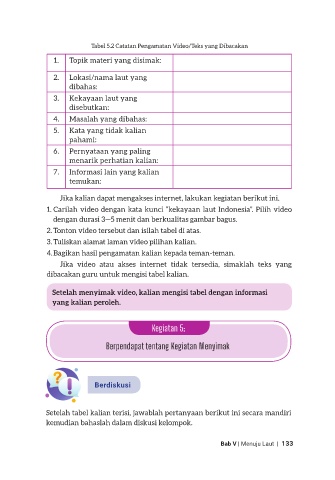 Tabel 5.2 Catatan Pengamatan Video/Teks yang Dibacakan
1. Topik materi yang disimak:
2. Lokasi/nama laut yang
dibahas:
3. Kekayaan laut yang
disebutkan:
4. Masalah yang dibahas:
5. Kata yang tidak kalian
pahami:
6. Pernyataan yang paling
menarik perhatian kalian:
7. Informasi lain yang kalian
temukan:
Jika kalian dapat mengakses internet, lakukan kegiatan berikut ini.
1. Carilah video dengan kata kunci "kekayaan laut Indonesia". Pilih video
dengan durasi 3—5 menit dan berkualitas gambar bagus.
2. Tonton video tersebut dan isilah tabel di atas.
3. Tuliskan alamat laman video pilihan kalian.
4. Bagikan hasil pengamatan kalian kepada teman-teman.
Jika video atau akses internet tidak tersedia, simaklah teks yang
dibacakan guru untuk mengisi tabel kalian.
Setelah menyimak video, kalian mengisi tabel dengan informasi
yang kalian peroleh.
Kegiatan 5:
Berpendapat tentang Kegiatan Menyimak
Berdiskusi
Setelah tabel kalian terisi, jawablah pertanyaan berikut ini secara mandiri
kemudian bahaslah dalam diskusi kelompok.
Bab V | Menuju Laut | 133